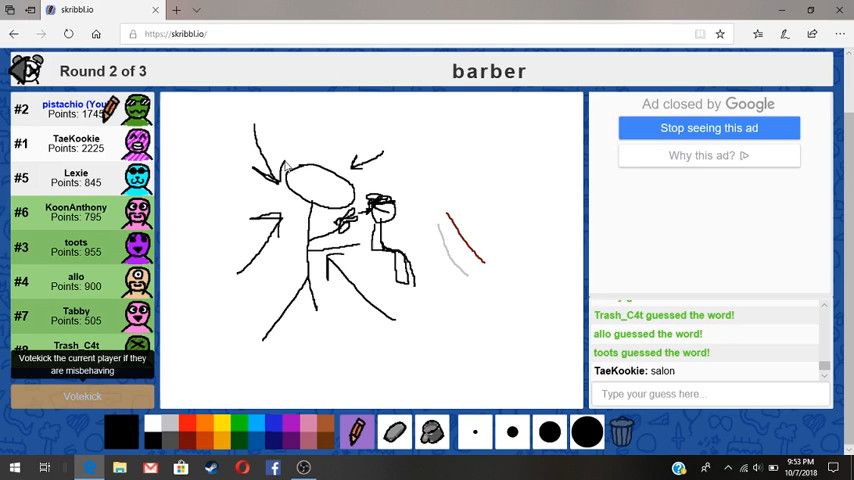 skribbl.io
https://skribbl.io/
Round 2 of 3
barber
#2
pistachio (You
Points: 1745
#1
TaeKookie
Points: 2225
#5
Lexie
Points: 845
#6
KoonAnthony
Points: 795
#3
toots
Points: 955
#4
allo
Points: 900
#7
Tabby
Points: 505
Trash_C4t
Votekick the current player if they
are misbehaving
Votekick
Ad closed by Google
Stop seeing this ad
Why this ad?
Trash_C4t guessed the word!
allo guessed the word!
toots guessed the word!
TaeKookie: salon
Type your guess here...
9:53 PM
10/7/2018